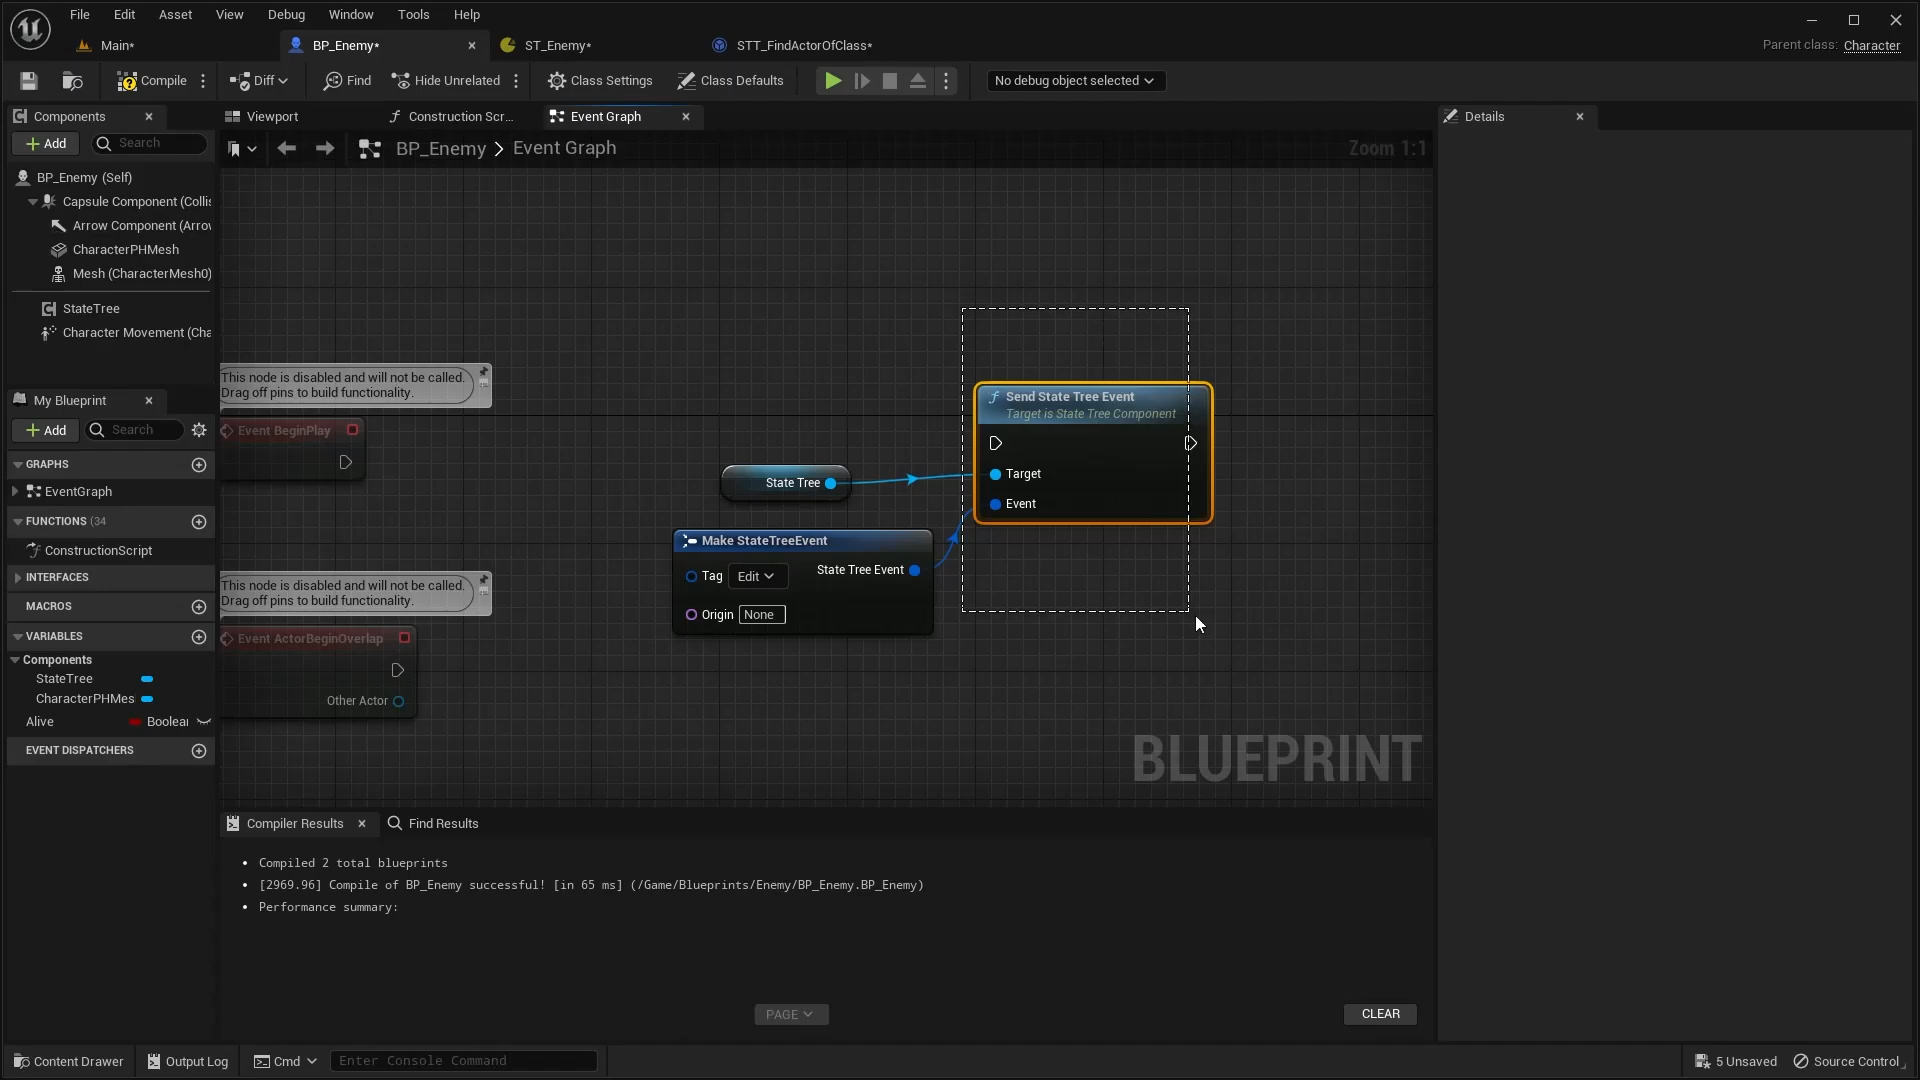 File Edit Asset View Debug Window Tools Help
Main* BP_Enemy* ST_Enemy* STT_FindActorOfClass* Parent class: Character
Compile Diff Find Hide Unrelated Class Settings Class Defaults No debug object selected
Components Viewport Construction Scr... Event Graph Details
Add Search
BP_Enemy > Event Graph Zoom 1:1
BP_Enemy (Self)
Capsule Component (Collis
Arrow Component (Arrov
CharacterPHMesh
Mesh (CharacterMesh0)
StateTree
Character Movement (Cha
My Blueprint
Add Search
GRAPHS
EventGraph
FUNCTIONS (34
ConstructionScript
INTERFACES
MACROS
VARIABLES
Components
StateTree
CharacterPHMes
Alive Boolear
EVENT DISPATCHERS
This node is disabled and will not be called.
Drag off pins to build functionality.
Event BeginPlay
This node is disabled and will not be called.
Drag off pins to build functionality.
Event ActorBeginOverlap
Other Actor
State Tree
Make StateTreeEvent
Tag Edit State Tree Event
Origin None
Send State Tree Event
Target is State Tree Component
Target
Event
BLUEPRINT
Compiler Results Find Results
Compiled 2 total blueprints
[2969.96] Compile of BP_Enemy successful! [in 65 ms] (/Game/Blueprints/Enemy/BP_Enemy.BP_Enemy)
Performance summary:
PAGE CLEAR
Content Drawer Output Log Cmd Enter Console Command 5 Unsaved Source Control